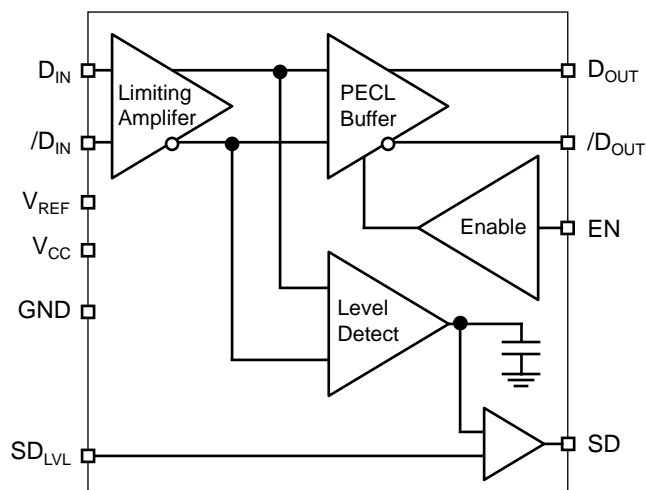 D_IN
Limiting
Amplifer
PECL
Buffer
D_OUT
/D_IN
/D_OUT
V_REF
Enable
EN
V_CC
GND
Level
Detect
SD_LVL
SD